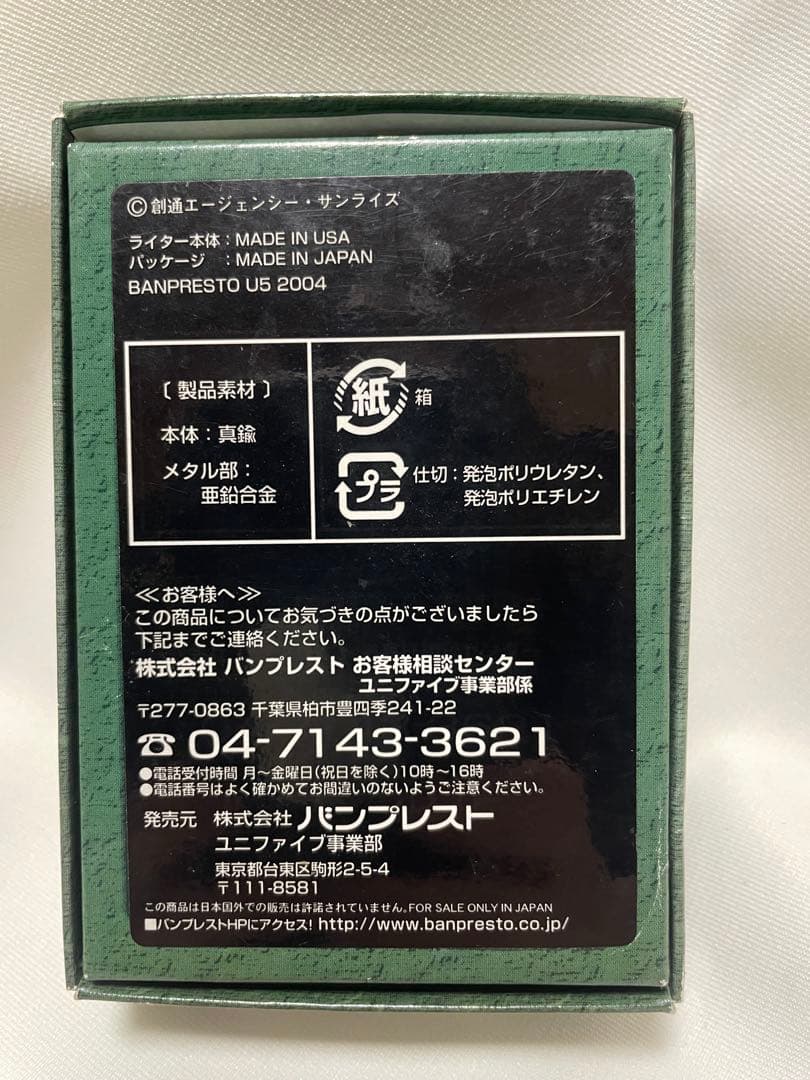 ©創通エージェンシー・サンライズ
ライター本体：MADE IN USA
パッケージ　：MADE IN JAPAN
BANPRESTO U5 2004
〔 製品素材 〕
本体：真鍮
メタル部：
亜鉛合金
紙 箱
プラ 仕切：発泡ポリウレタン、
発泡ポリエチレン
≪お客様へ≫
この商品についてお気づきの点がございましたら
下記までご連絡ください。
株式会社 バンプレスト お客様相談センター
ユニファイブ事業部係
〒277-0863 千葉県柏市豊四季241-22
☎ 04-7143-3621
●電話受付時間 月～金曜日(祝日を除く)10時～16時
●電話番号はよく確かめてお間違いのないようご注意ください。
発売元 株式会社 バンプレスト
ユニファイブ事業部
東京都台東区駒形2-5-4
〒111-8581
この商品は日本国外での販売は許諾されていません。FOR SALE ONLY IN JAPAN
■バンプレストHPにアクセス! http://www.banpresto.co.jp/